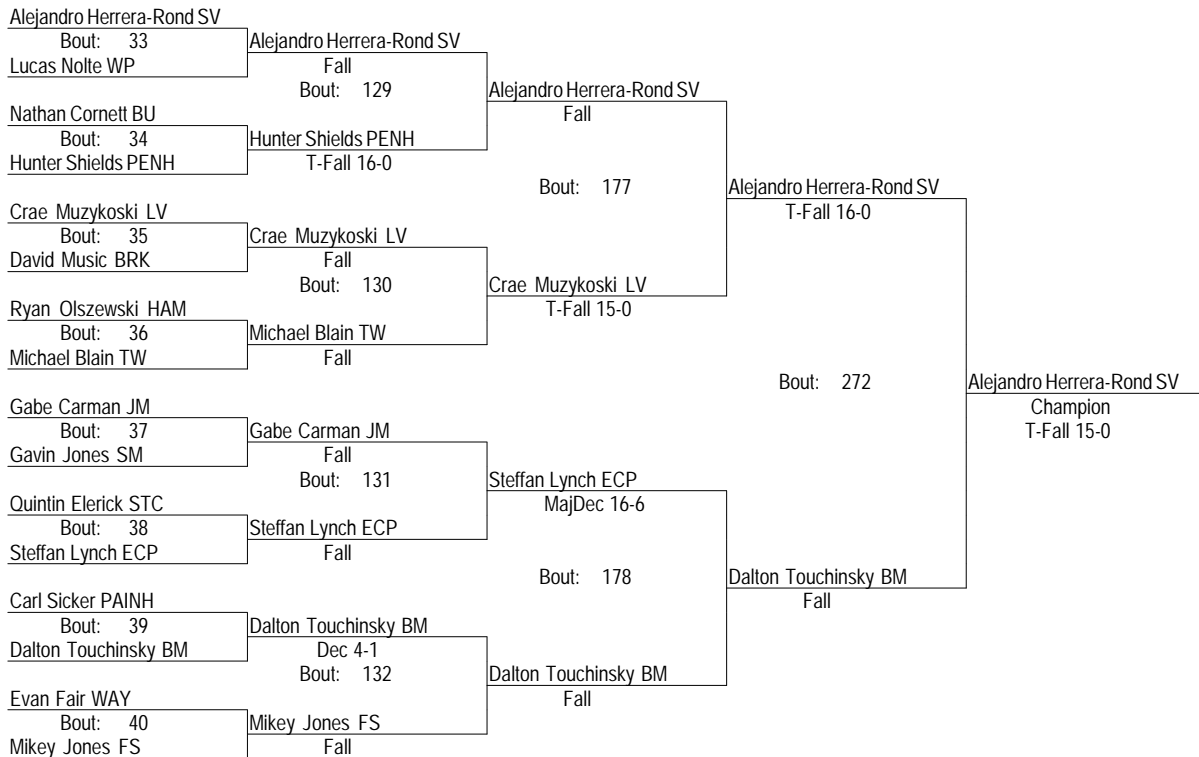 Alejandro Herrera-Rond SV
Bout: 33
Lucas Nolte WP
Nathan Cornett BU
Bout: 34
Hunter Shields PENH
Crae Muzykoski LV
Bout: 35
David Music BRK
Ryan Olszewski HAM
Bout: 36
Michael Blain TW
Gabe Carman JM
Bout: 37
Gavin Jones SM
Quintin Elerick STC
Bout: 38
Steffan Lynch ECP
Carl Sicker PAINH
Bout: 39
Dalton Touchinsky BM
Evan Fair WAY
Bout: 40
Mikey Jones FS
Alejandro Herrera-Rond SV
Fall
Bout: 129
Hunter Shields PENH
T-Fall 16-0
Crae Muzykoski LV
Fall
Bout: 130
Michael Blain TW
Fall
Gabe Carman JM
Fall
Bout: 131
Steffan Lynch ECP
Fall
Dalton Touchinsky BM
Dec 4-1
Bout: 132
Mikey Jones FS
Fall
Alejandro Herrera-Rond SV
Fall
Bout: 177
Crae Muzykoski LV
T-Fall 15-0
Steffan Lynch ECP
MajDec 16-6
Bout: 178
Dalton Touchinsky BM
Fall
Alejandro Herrera-Rond SV
T-Fall 16-0
Bout: 272
Dalton Touchinsky BM
Fall
Alejandro Herrera-Rond SV
Champion
T-Fall 15-0